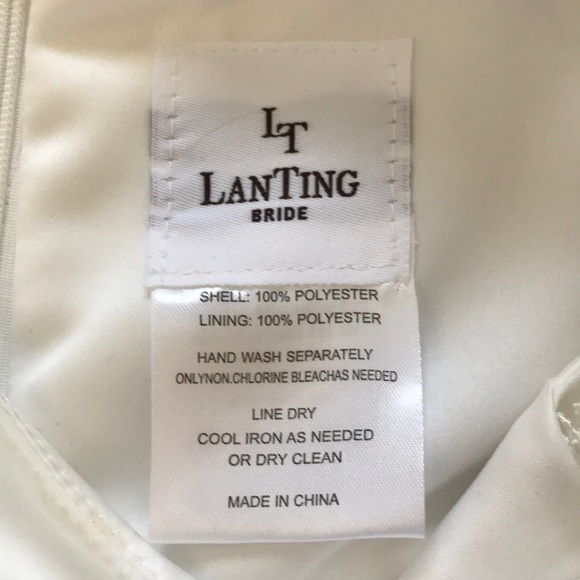 LT
LANTING
BRIDE
SHELL: 100% POLYESTER
LINING: 100% POLYESTER
HAND WASH SEPARATELY
ONLYNON.CHLORINE BLEACHAS NEEDED
LINE DRY
COOL IRON AS NEEDED
OR DRY CLEAN
MADE IN CHINA